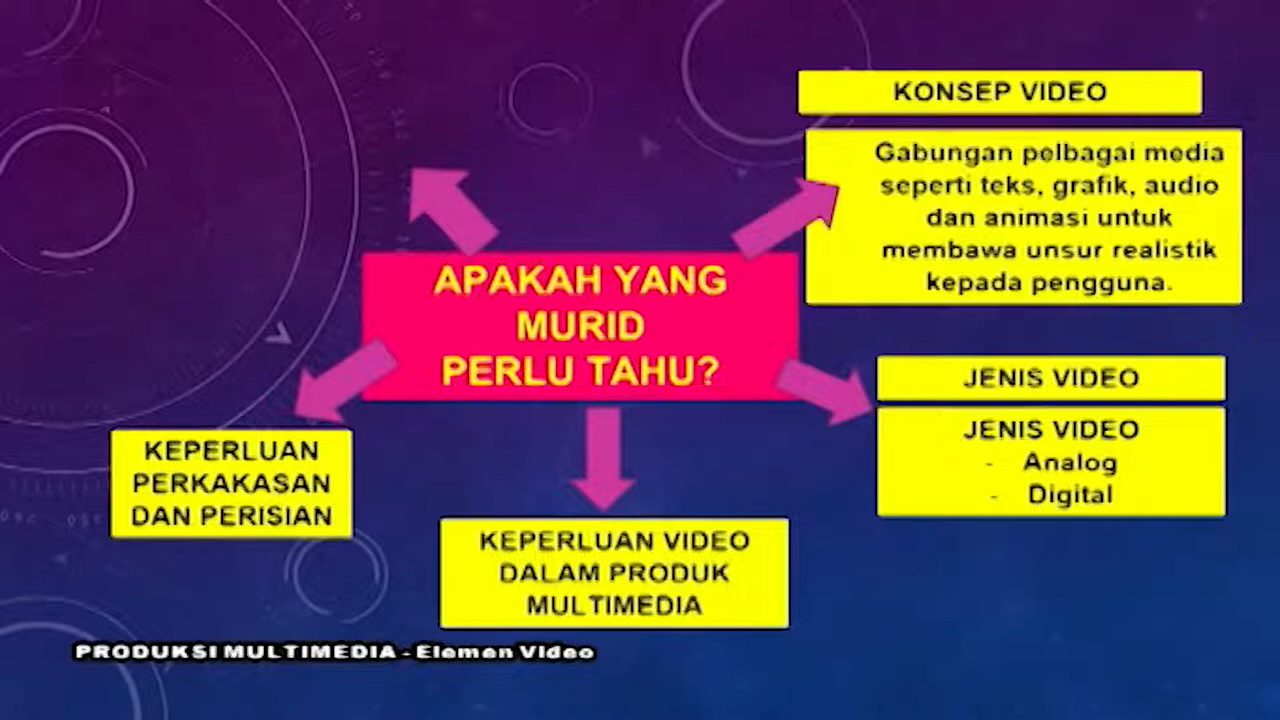 KONSEP VIDEO
Gabungan pelbagai media
seperti teks, grafik, audio
dan animasi untuk
membawa unsur realistik
kepada pengguna.
APAKAH YANG
MURID
PERLU TAHU?
JENIS VIDEO
JENIS VIDEO
- Analog
- Digital
KEPERLUAN
PERKAKASAN
DAN PERISIAN
KEPERLUAN VIDEO
DALAM PRODUK
MULTIMEDIA
PRODUKSI MULTIMEDIA - Elemen Video